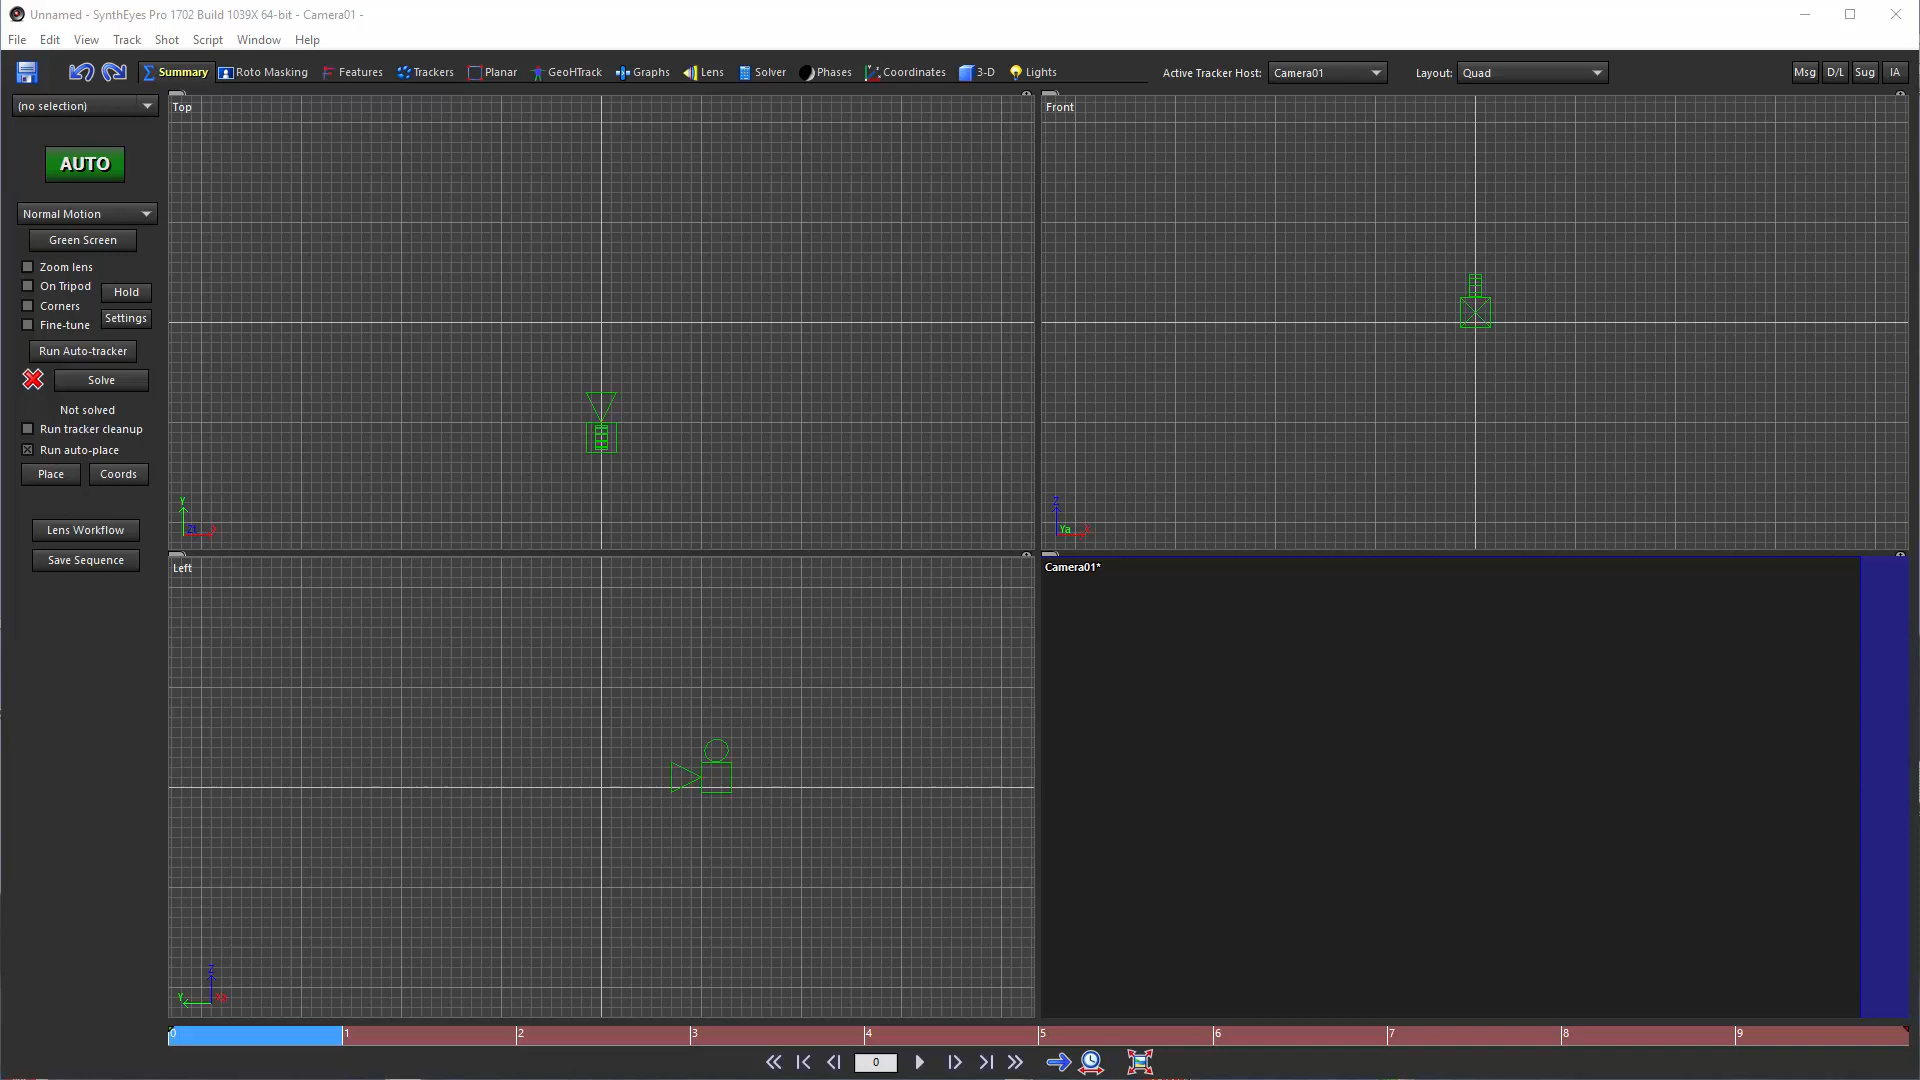 Unnamed - SynthEyes Pro 1702 Build 1039X 64-bit - Camera01 -
File Edit View Track Shot Script Window Help
Summary Roto Masking Features Trackers Planar GeoHTrack Graphs Lens Solver Phases Coordinates 3-D Lights Active Tracker Host: Camera01 Layout: Quad Msg D/L Sug IA
(no selection)
AUTO
Normal Motion
Green Screen
Zoom lens
On Tripod
Hold
Corners
Settings
Fine-tune
Run Auto-tracker
Solve
Not solved
Run tracker cleanup
Run auto-place
Place Coords
Lens Workflow
Save Sequence
Top
Y
Front
Z
Ya
Left
Z
Y
Camera01*
0 1 2 3 4 5 6 7 8 9
0